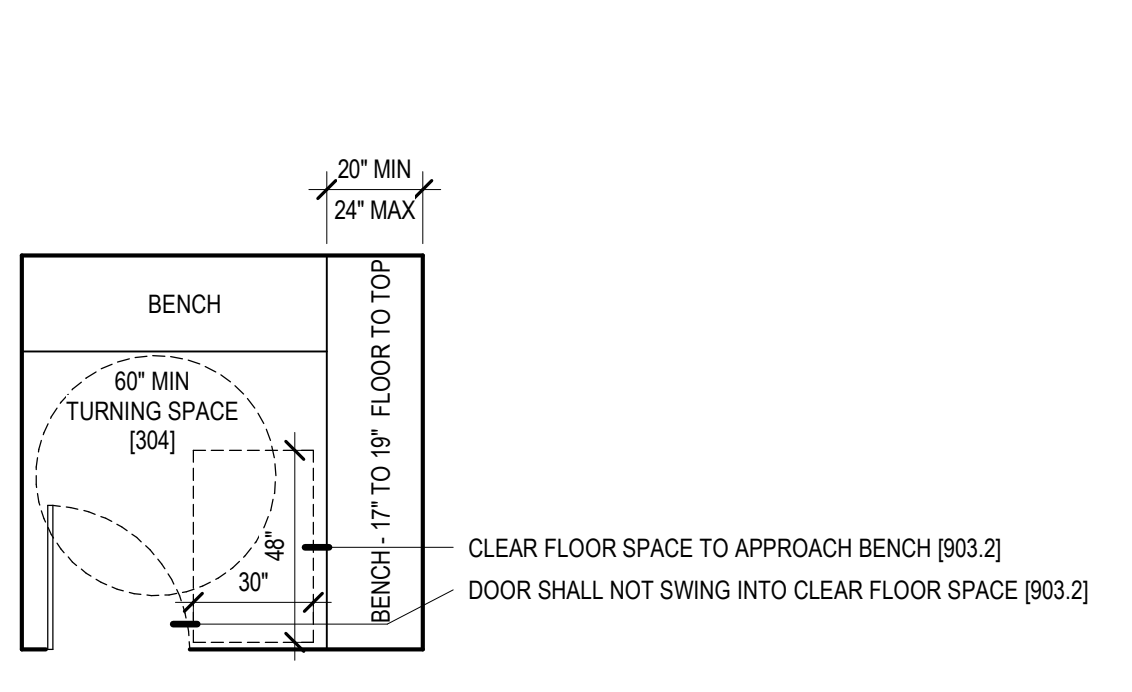 20" MIN
24" MAX
BENCH
BENCH - 17" TO 19" FLOOR TO TOP
60" MIN
TURNING SPACE
[304]
48"
30"
CLEAR FLOOR SPACE TO APPROACH BENCH [903.2]
DOOR SHALL NOT SWING INTO CLEAR FLOOR SPACE [903.2]